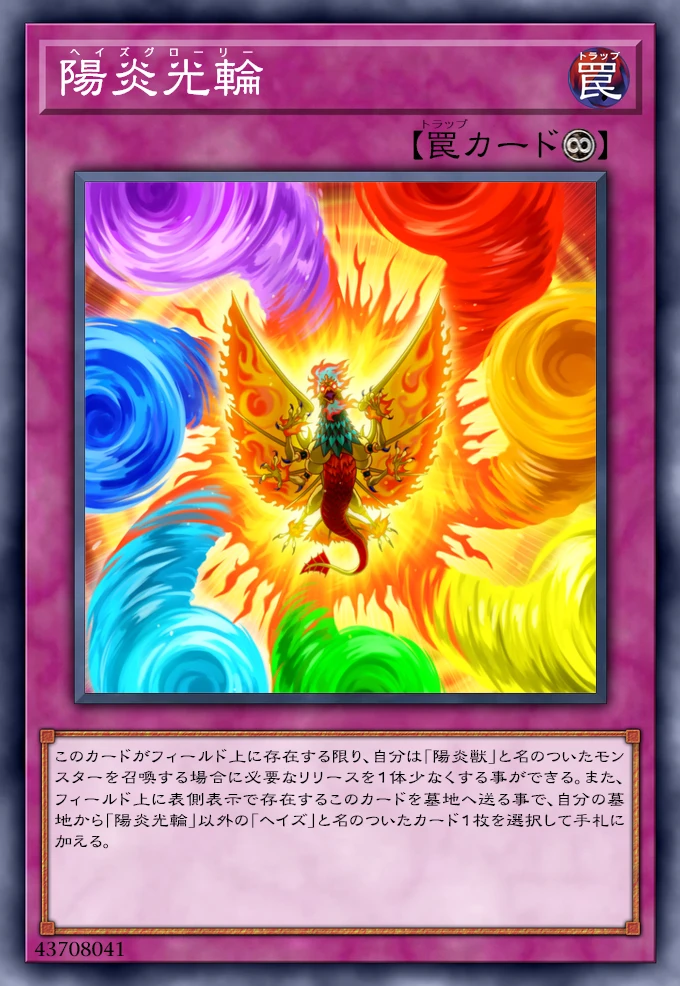 ヘイズグローリー
陽炎光輪
トラップ
罠
トラップ
【罠カード♾】
このカードがフィールド上に存在する限り、自分は「陽炎獣」と名のついたモン
スターを召喚する場合に必要なリリースを1体少なくする事ができる。また、
フィールド上に表側表示で存在するこのカードを墓地へ送る事で、自分の墓
地から「陽炎光輪」以外の「ヘイズ」と名のついたカード1枚を選択して手札に
加える。
43708041